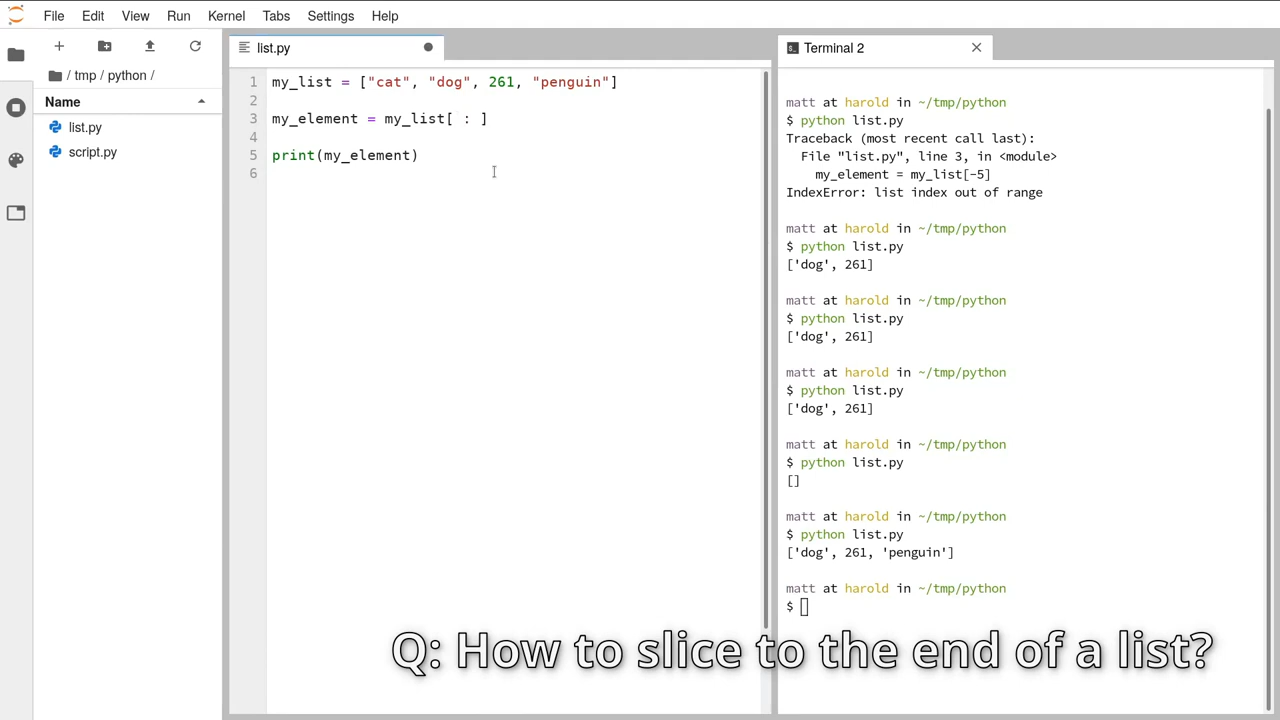 File Edit View Run Kernel Tabs Settings Help
/ tmp / python /
Name
list.py
script.py
list.py
1 my_list = ["cat", "dog", 261, "penguin"]
2
3 my_element = my_list[ : ]
4
5 print(my_element)
6
Terminal 2
matt at harold in ~/tmp/python
$ python list.py
Traceback (most recent call last):
  File "list.py", line 3, in <module>
    my_element = my_list[-5]
IndexError: list index out of range
matt at harold in ~/tmp/python
$ python list.py
['dog', 261]
matt at harold in ~/tmp/python
$ python list.py
['dog', 261]
matt at harold in ~/tmp/python
$ python list.py
['dog', 261]
matt at harold in ~/tmp/python
$ python list.py
[]
matt at harold in ~/tmp/python
$ python list.py
['dog', 261, 'penguin']
matt at harold in ~/tmp/python
$
Q: How to slice to the end of a list?